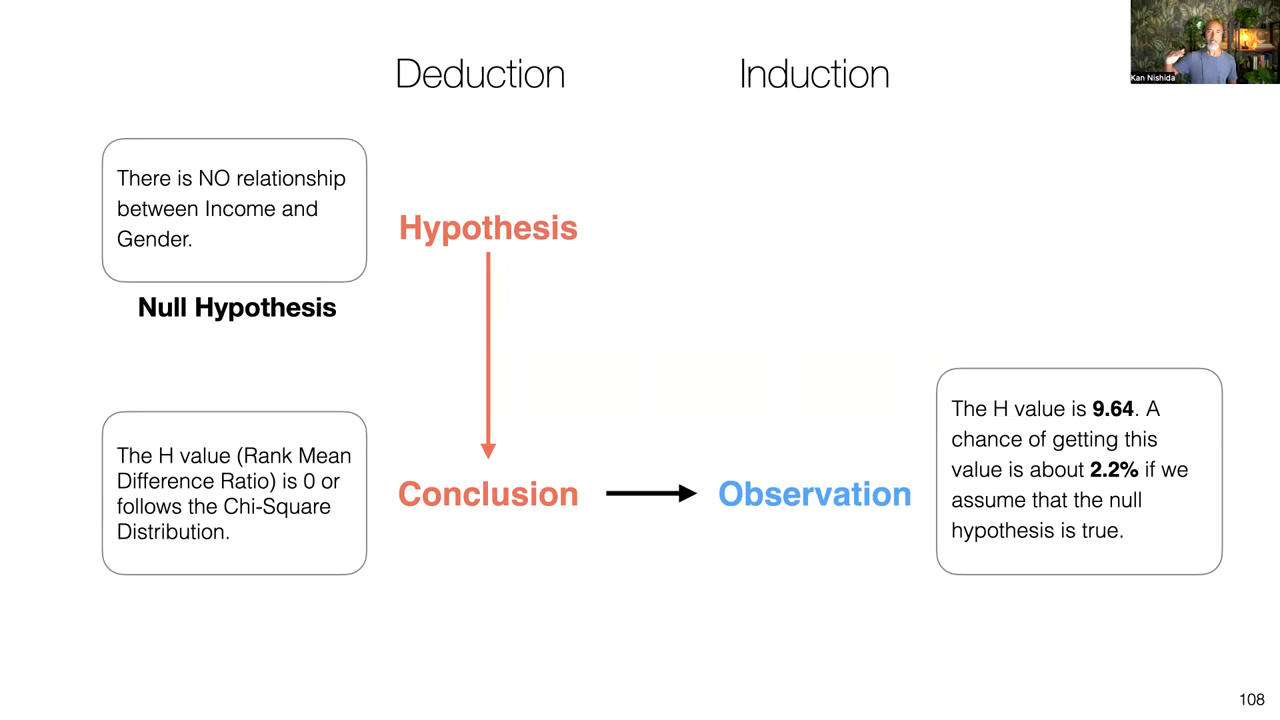 Deduction
Induction
Kan Nishida
There is NO relationship
between Income and
Gender.
Hypothesis
Null Hypothesis
The H value (Rank Mean
Difference Ratio) is 0 or
follows the Chi-Square
Distribution.
Conclusion
Observation
The H value is 9.64. A
chance of getting this
value is about 2.2% if we
assume that the null
hypothesis is true.
108